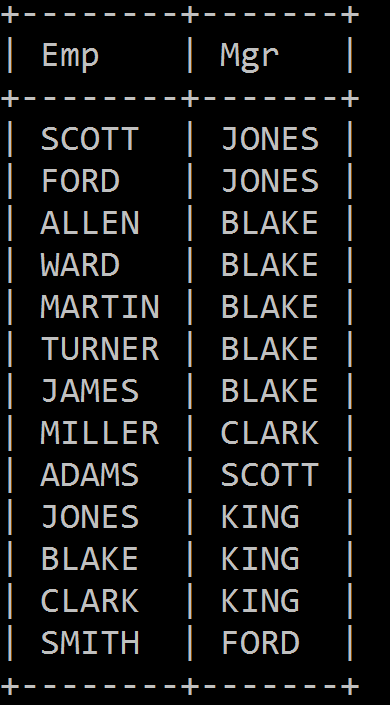 +--------+-------+
| Emp    | Mgr   |
+--------+-------+
| SCOTT  | JONES |
| FORD   | JONES |
| ALLEN  | BLAKE |
| WARD   | BLAKE |
| MARTIN | BLAKE |
| TURNER | BLAKE |
| JAMES  | BLAKE |
| MILLER | CLARK |
| ADAMS  | SCOTT |
| JONES  | KING  |
| BLAKE  | KING  |
| CLARK  | KING  |
| SMITH  | FORD  |
+--------+-------+